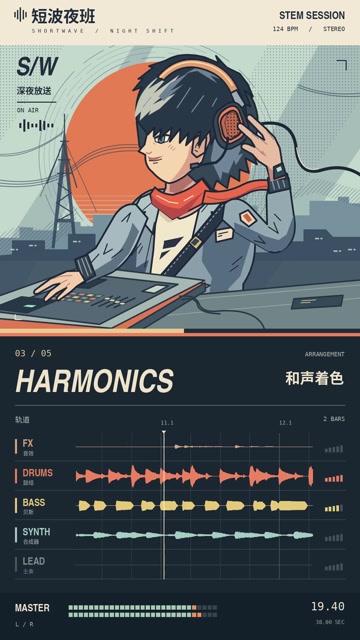 短波夜班
SHORTWAVE / NIGHT SHIFT
STEM SESSION
124 BPM / STEREO
S/W
深夜放送
ON AIR
03 / 05
ARRANGEMENT
HARMONICS
和声着色
轨道
11.1
12.1
2 BARS
FX
音效
DRUMS
鼓组
BASS
贝斯
SYNTH
合成器
LEAD
主奏
MASTER
19.40
L / R
38.80 SEC